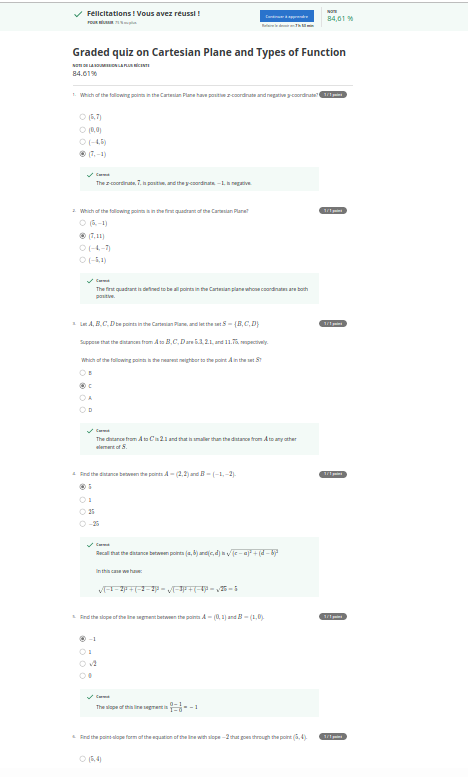 Félicitations ! Vous avez réussi !
POUR RÉUSSIR 75 % ou plus
Continuer à apprendre
NOTE
84,61 %
Graded quiz on Cartesian Plane and Types of Function
NOTE DE LA SOUMISSION LA PLUS RÉCENTE
84.61%
1. Which of the following points in the Cartesian Plane have positive x-coordinate and negative y-coordinate? 1 / 1 point
(5, 7)
(0, 0)
(−4, 5)
(7, −1)
Correct
The x-coordinate, 7, is positive, and the y-coordinate, −1, is negative.
2. Which of the following points is in the first quadrant of the Cartesian Plane? 1 / 1 point
(5, −1)
(7, 11)
(−4, −7)
(−5, 1)
Correct
The first quadrant is defined to be all points in the Cartesian plane whose coordinates are both
positive.
3. Let A, B, C, D be points in the Cartesian Plane, and let the set S = {B, C, D} 1 / 1 point
Suppose that the distances from A to B, C, D are 5.3, 2.1, and 11.75, respectively.
Which of the following points is the nearest neighbor to the point A in the set S?
B
C
A
D
Correct
The distance from A to C is 2.1 and that is smaller than the distance from A to any other
element of S.
4. Find the distance between the points A = (2, 2) and B = (−1, −2). 1 / 1 point
5
1
25
−25
Correct
Recall that the distance between points (a, b) and (c, d) is √(c − a)² + (d − b)²
In this case we have:
√(−1 − 2)² + (−2 − 2)² = √(−3)² + (−4)² = √25 = 5
5. Find the slope of the line segment between the points A = (0, 1) and B = (1, 0). 1 / 1 point
−1
1
√2
0
Correct
The slope of this line segment is 0−1/1−0 = −1
6. Find the point-slope form of the equation of the line with slope −2 that goes through the point (5, 4). 1 / 1 point
(5, 4)